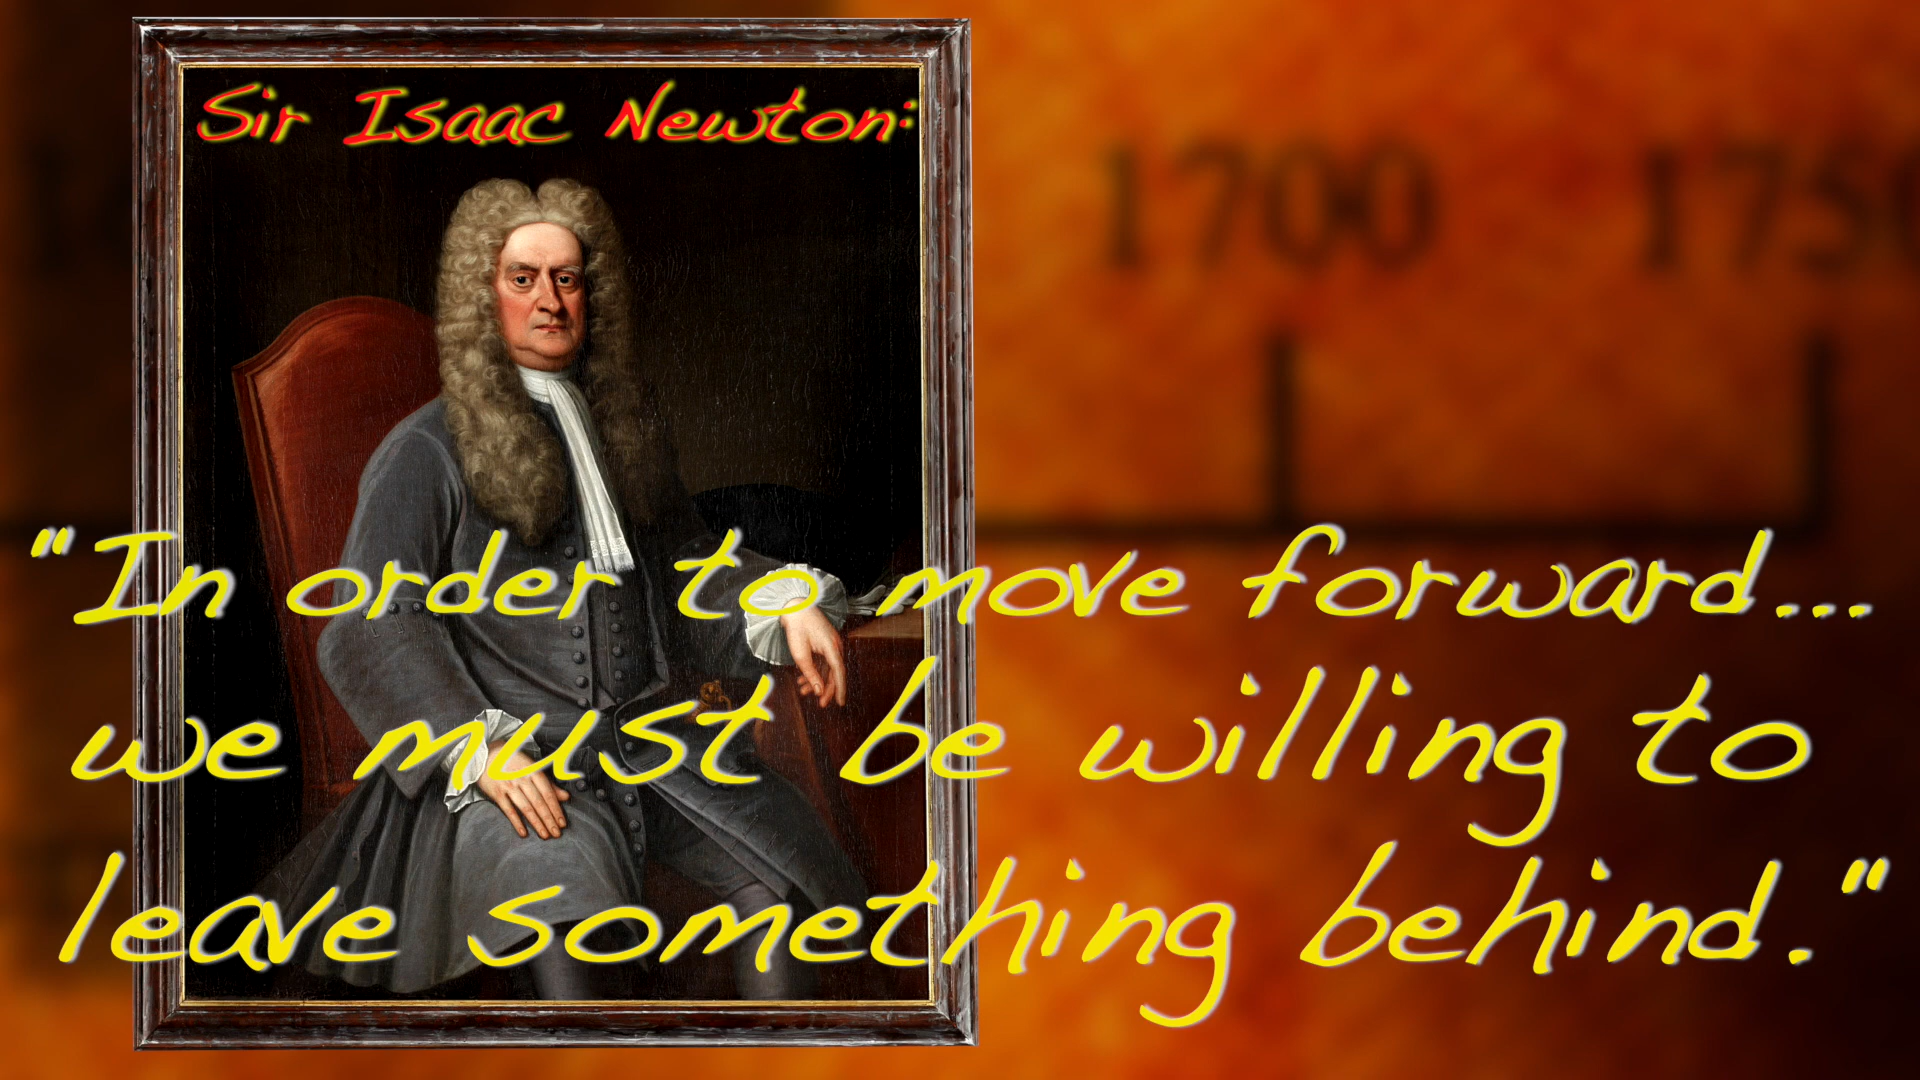 Sir Isaac Newton:
1700 1750
"In order to move forward...
we must be willing to
leave something behind."